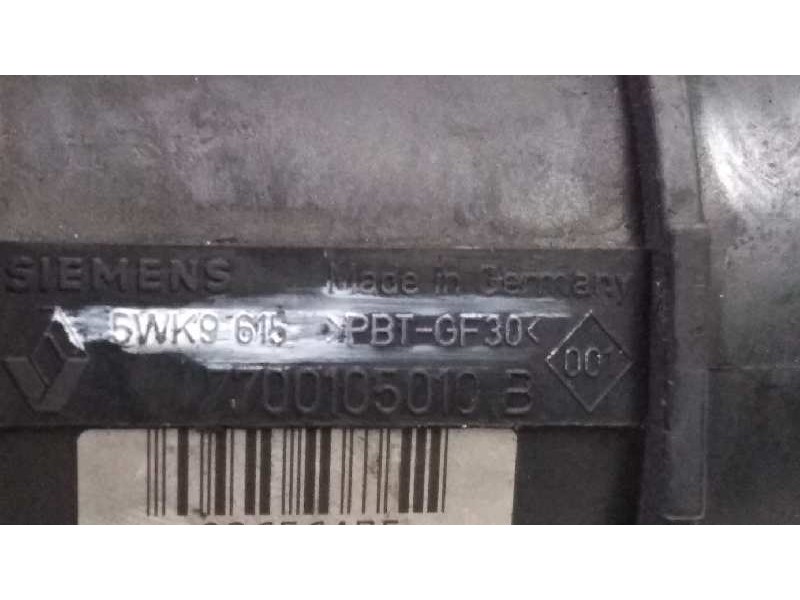 SIEMENS Made in Germany
5WK9 615 >PBT-GF30<
001
7700105010 B